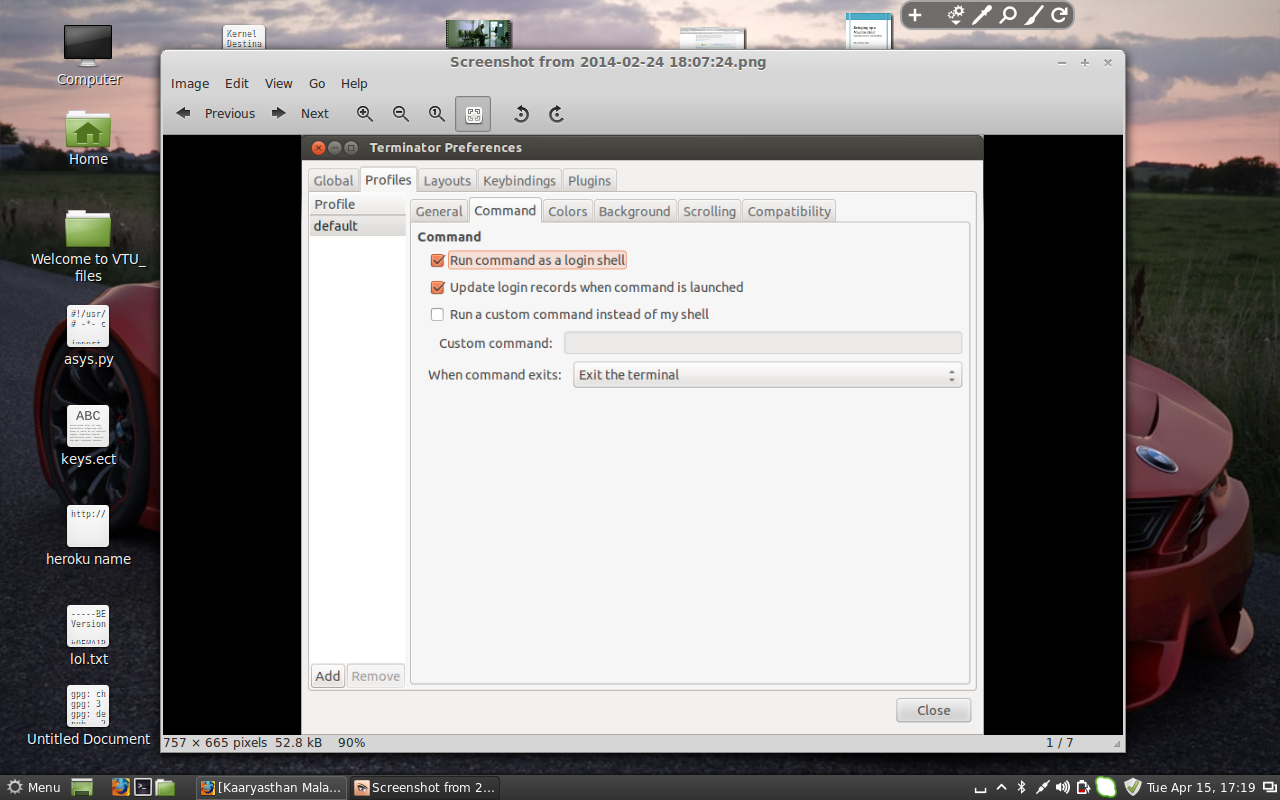 Kernel
Destina
Computer
Home
Welcome to VTU_
files
#!/usr/
# -*- c
import
asys.py
ABC
keys.ect
http://
heroku name
-----BE
Version
lol.txt
gpg: ch
gpg: 3
gpg: de
Untitled Document
Screenshot from 2014-02-24 18:07:24.png
Image Edit View Go Help
Previous Next
Terminator Preferences
Global Profiles Layouts Keybindings Plugins
Profile
default
General Command Colors Background Scrolling Compatibility
Command
Run command as a login shell
Update login records when command is launched
Run a custom command instead of my shell
Custom command:
When command exits: Exit the terminal
Add Remove
Close
757 × 665 pixels 52.8 kB 90% 1 / 7
Menu [Kaaryasthan Mala... Screenshot from 2... Tue Apr 15, 17:19